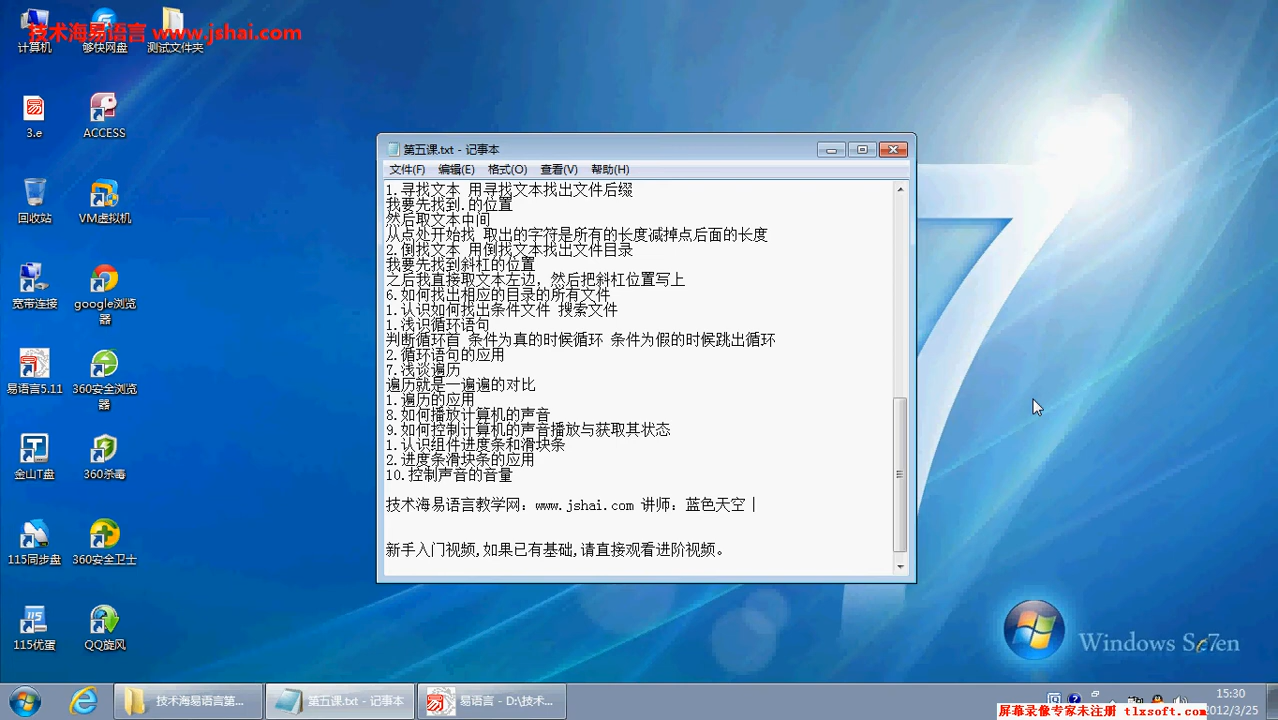 技术海易语言 www.jshai.com
计算机
够快网盘
测试文件夹
3.e
ACCESS
回收站
VM虚拟机
宽带连接
google浏览器
易语言5.11
360安全浏览器
金山T盘
360杀毒
115同步盘
360安全卫士
115优蛋
QQ旋风
第五课.txt - 记事本
文件(F) 编辑(E) 格式(O) 查看(V) 帮助(H)
1.寻找文本 用寻找文本找出文件后缀
我要先找到.的位置
然后取文本中间
从点处开始找 取出的字符是所有的长度减掉点后面的长度
2.倒找文本 用倒找文本找出文件目录
我要先找到斜杠的位置
之后我直接取文本左边，然后把斜杠位置写上
6.如何找出相应的目录的所有文件
1.认识如何找出条件文件 搜索文件
1.浅识循环语句
判断循环首 条件为真的时候循环 条件为假的时候跳出循环
2.循环语句的应用
7.浅谈遍历
遍历就是一遍遍的对比
1.遍历的应用
8.如何播放计算机的声音
9.如何控制计算机的声音播放与获取其状态
1.认识组件进度条和滑块条
2.进度条滑块条的应用
10.控制声音的音量
技术海易语言教学网：www.jshai.com 讲师：蓝色天空
新手入门视频,如果已有基础,请直接观看进阶视频。
Windows Se7en
技术海易语言第...
第五课.txt - 记事本
易语言 - D:\技术...
15:30
2012/3/25
屏幕录像专家未注册 tlxsoft.com